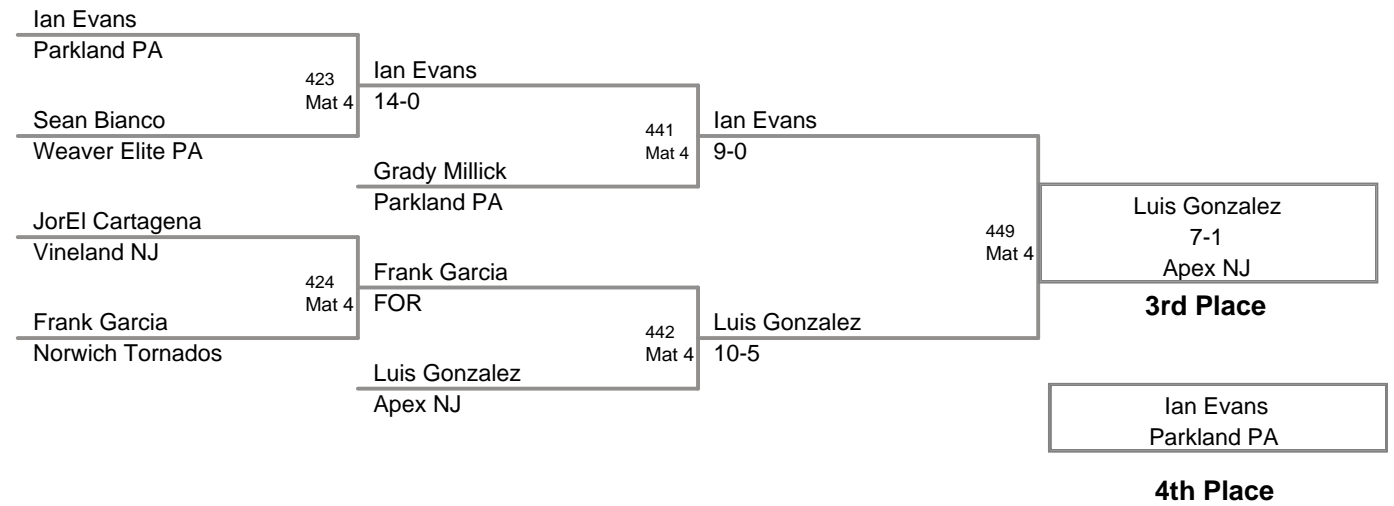 Ian Evans
Parkland PA
423
Mat 4
Ian Evans
14-0
Sean Bianco
Weaver Elite PA
441
Mat 4
Ian Evans
9-0
Grady Millick
Parkland PA
JorEl Cartagena
Vineland NJ
449
Mat 4
Luis Gonzalez
7-1
Apex NJ
3rd Place
424
Mat 4
Frank Garcia
FOR
Frank Garcia
Norwich Tornados
442
Mat 4
Luis Gonzalez
10-5
Luis Gonzalez
Apex NJ
Ian Evans
Parkland PA
4th Place